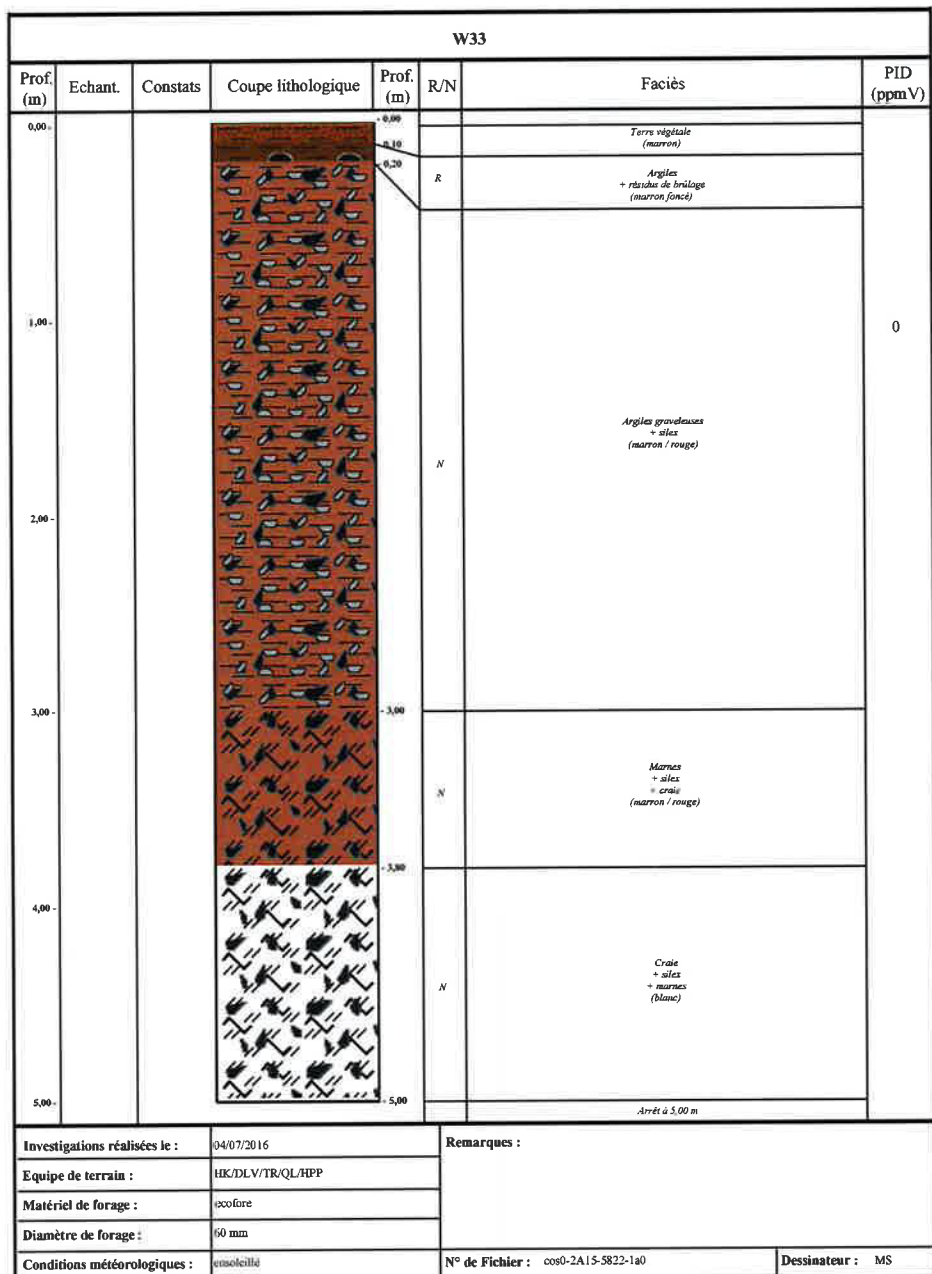 W33
Prof. (m)
Echant.
Constats
Coupe lithologique
Prof. (m)
R/N
Faciès
PID (ppmV)
0,00 -
1,00 -
2,00 -
3,00 -
4,00 -
5,00 -
- 0,00
0,10
- 0,20
- 3,00
- 3,80
- 5,00
Terre végétale
(marron)
R
Argiles
+ résidus de brûlage
(marron foncé)
0
N
Argiles graveleuses
+ silex
(marron / rouge)
N
Marnes
+ silex
+ craie
(marron / rouge)
N
Craie
+ silex
+ marnes
(blanc)
Arrêt à 5,00 m
Investigations réalisées le : 04/07/2016
Remarques :
Equipe de terrain : HK/DLV/TR/QL/HPP
Matériel de forage : ecofore
Diamètre de forage : 60 mm
Conditions météorologiques : ensoleillé
N° de Fichier : cos0-2A15-5822-1a0
Dessinateur : MS